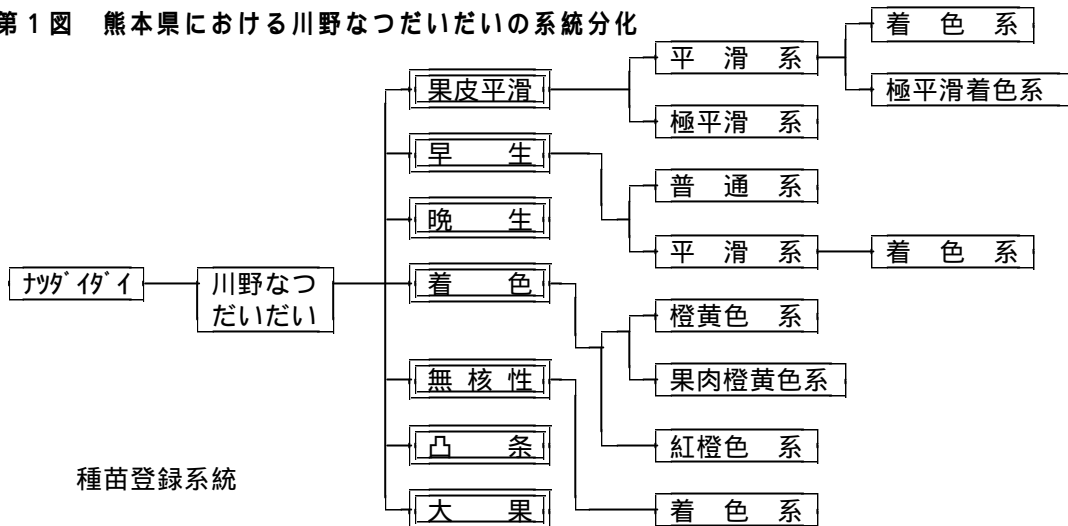 第１図　熊本県における川野なつだいだいの系統分化
着 色 系
平 滑 系
果皮平滑
極平滑着色系
極平滑 系
早 生
普 通 系
晩 生
平 滑 系
着 色 系
ﾅﾂﾀﾞｲﾀﾞｲ
川野なつ
だいだい
着 色
橙黄色 系
無 核 性
果肉橙黄色系
凸 条
紅橙色 系
種苗登録系統
大 果
着 色 系